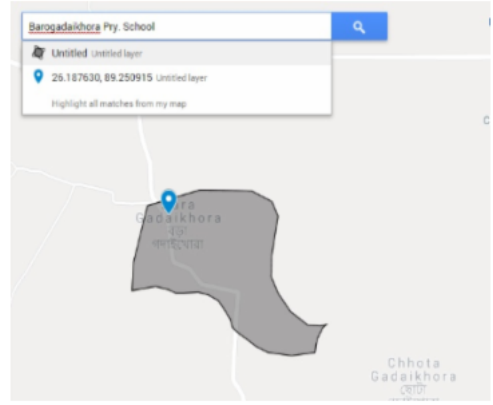 Barogadaikhora Pry. School
Untitled Untitled layer
26.187630, 89.250915 Untitled layer
Highlight all matches from my map
Gadaikhora
Chhota
Gadaikhora